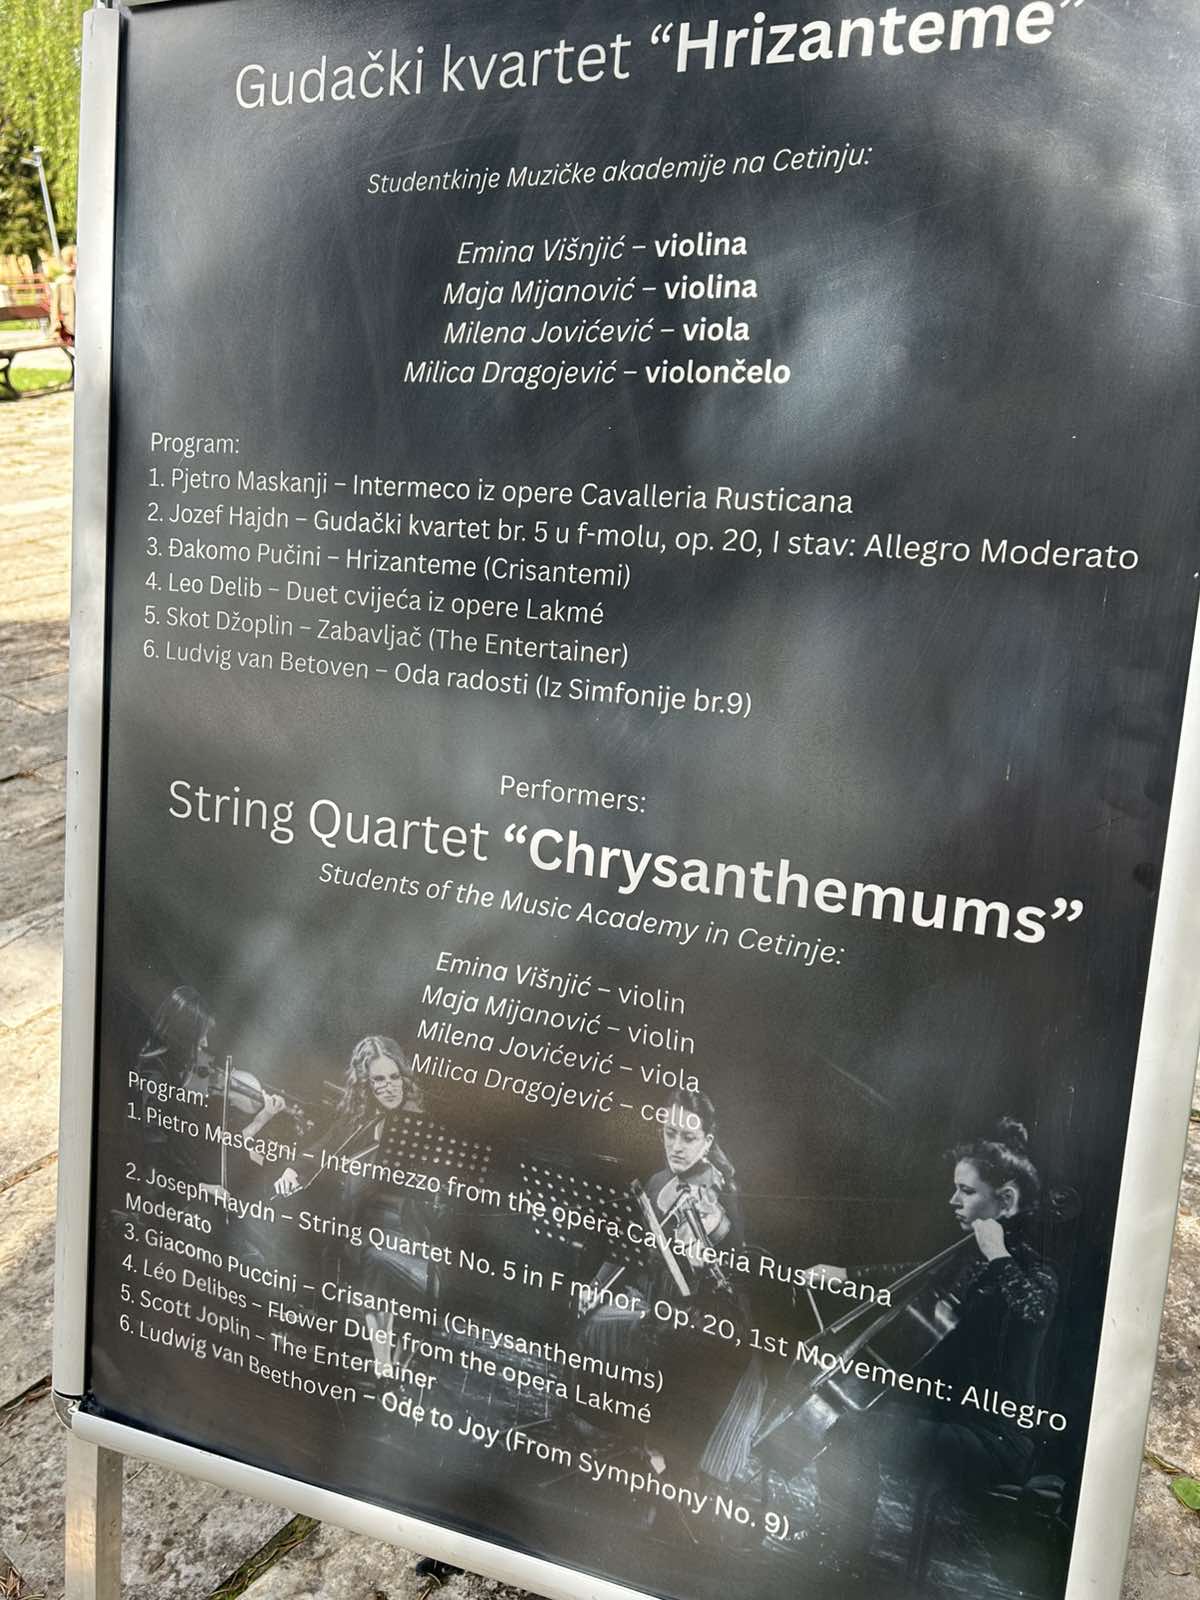 Gudački kvartet “Hrizanteme”
Studentkinje Muzičke akademije na Cetinju:
Emina Višnjić – violina
Maja Mijanović – violina
Milena Jovićević – viola
Milica Dragojević – violončelo
Program:
1. Pjetro Maskanji – Intermeco iz opere Cavalleria Rusticana
2. Jozef Hajdn – Gudački kvartet br. 5 u f-molu, op. 20, I stav: Allegro Moderato
3. Đakomo Pučini – Hrizanteme (Crisantemi)
4. Leo Delib – Duet cvijeća iz opere Lakmé
5. Skot Džoplin – Zabavljač (The Entertainer)
6. Ludvig van Betoven – Oda radosti (Iz Simfonije br.9)
Performers:
String Quartet “Chrysanthemums”
Students of the Music Academy in Cetinje:
Emina Višnjić – violin
Maja Mijanović – violin
Milena Jovićević – viola
Milica Dragojević – cello
Program:
1. Pietro Mascagni – Intermezzo from the opera Cavalleria Rusticana
2. Joseph Haydn – String Quartet No. 5 in F minor, Op. 20, 1st Movement: Allegro
Moderato
3. Giacomo Puccini – Crisantemi (Chrysanthemums)
4. Léo Delibes – Flower Duet from the opera Lakmé
5. Scott Joplin – The Entertainer
6. Ludwig van Beethoven – Ode to Joy (From Symphony No. 9)